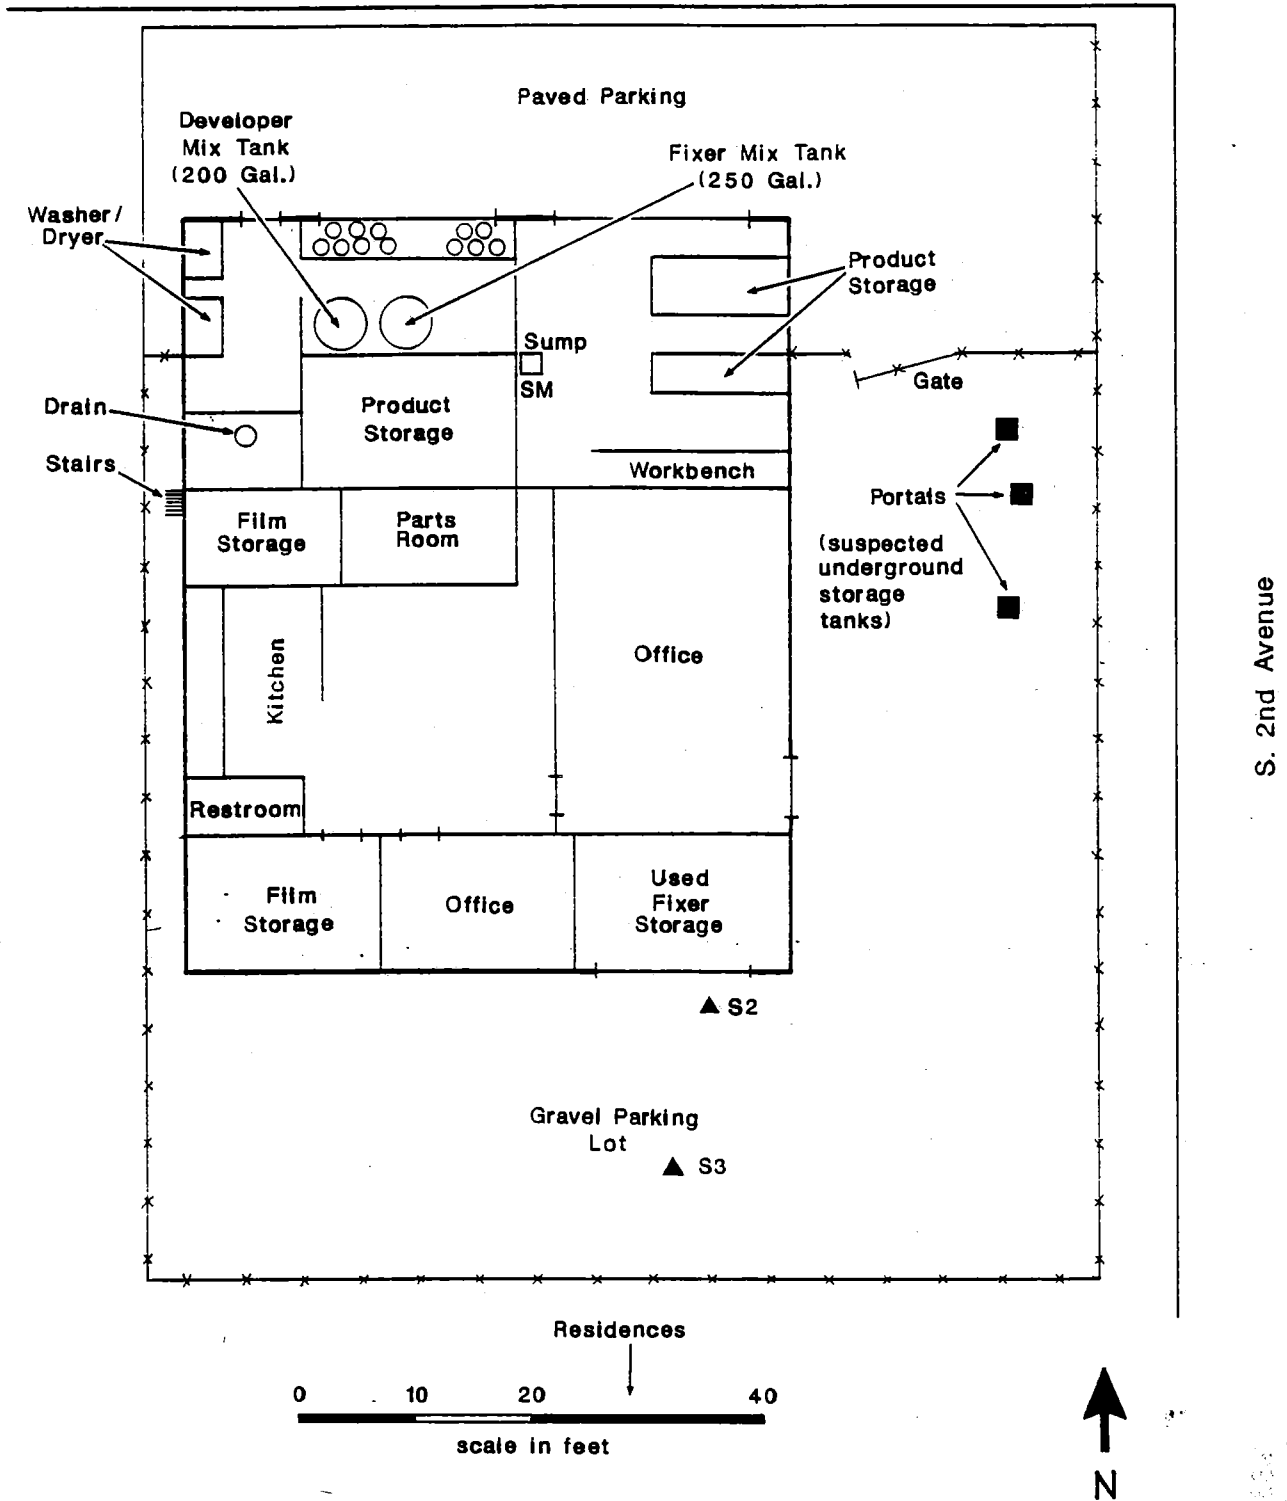 Paved Parking
Developer
Mix Tank
(200 Gal.)
Fixer Mix Tank
(250 Gal.)
Washer/
Dryer
Product
Storage
Sump
SM
Gate
Drain
Product
Storage
Stairs
Workbench
Portals
(suspected
underground
storage
tanks)
Film
Storage
Parts
Room
S. 2nd Avenue
Kitchen
Office
Restroom
Film
Storage
Office
Used
Fixer
Storage
S2
Gravel Parking
Lot
S3
Residences
0 10 20 40
scale in feet
N